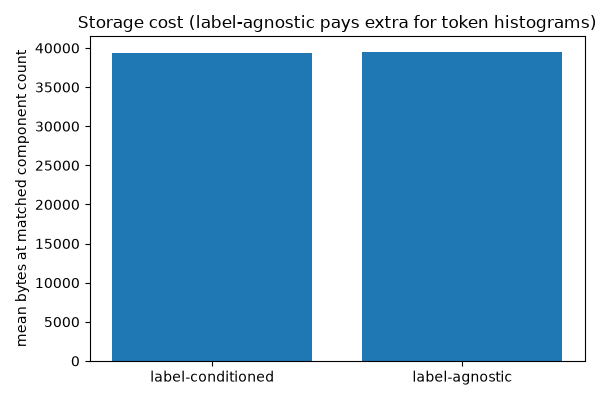 Storage cost (label-agnostic pays extra for token histograms)
mean bytes at matched component count
40000
35000
30000
25000
20000
15000
10000
5000
0
label-conditioned
label-agnostic